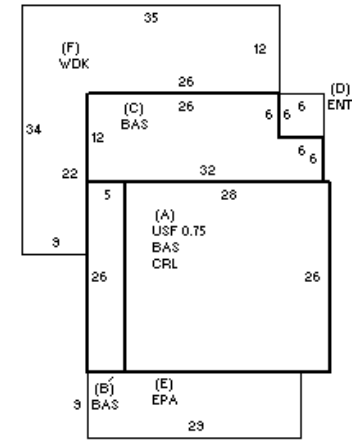 35
(F)
WDK
12
26
(D)
ENT
(C)
BAS
26
6
6
6
12
6
6
34
22
32
5
28
(A)
USF 0.75
BAS
CRL
9
26
26
(B)
BAS
(E)
EPA
9
29